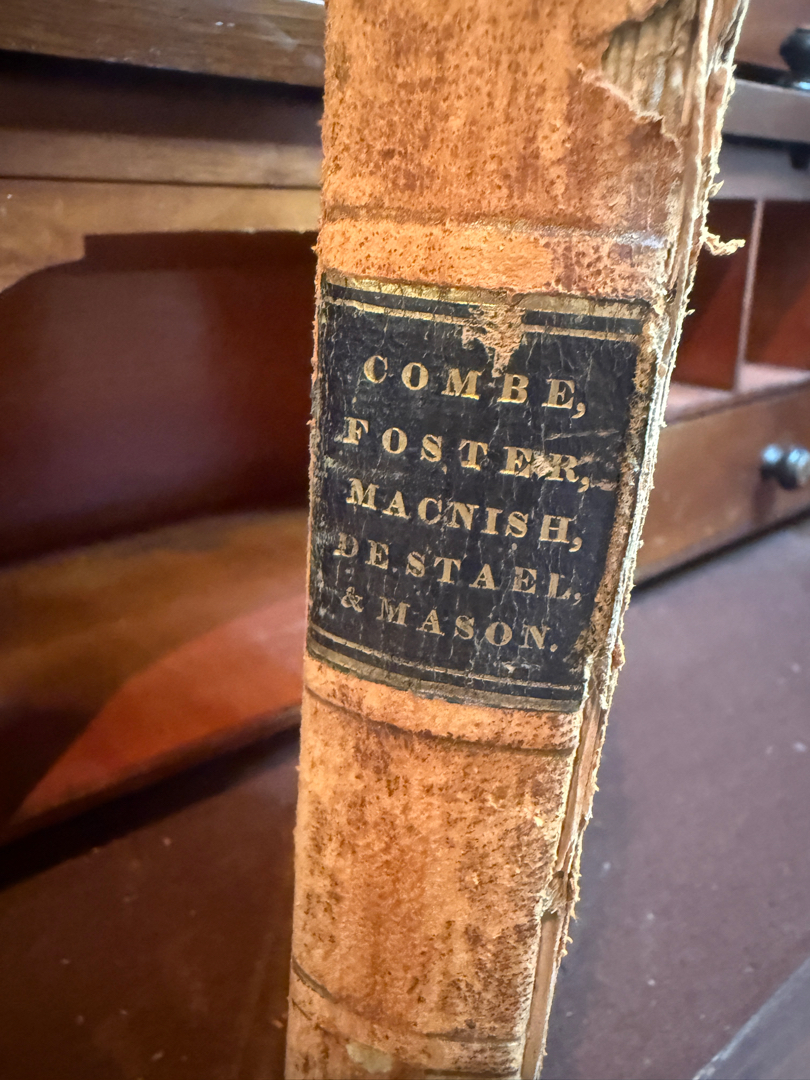 COMBE,
FOSTER,
MACNISH,
DE STAEL,
& MASON.